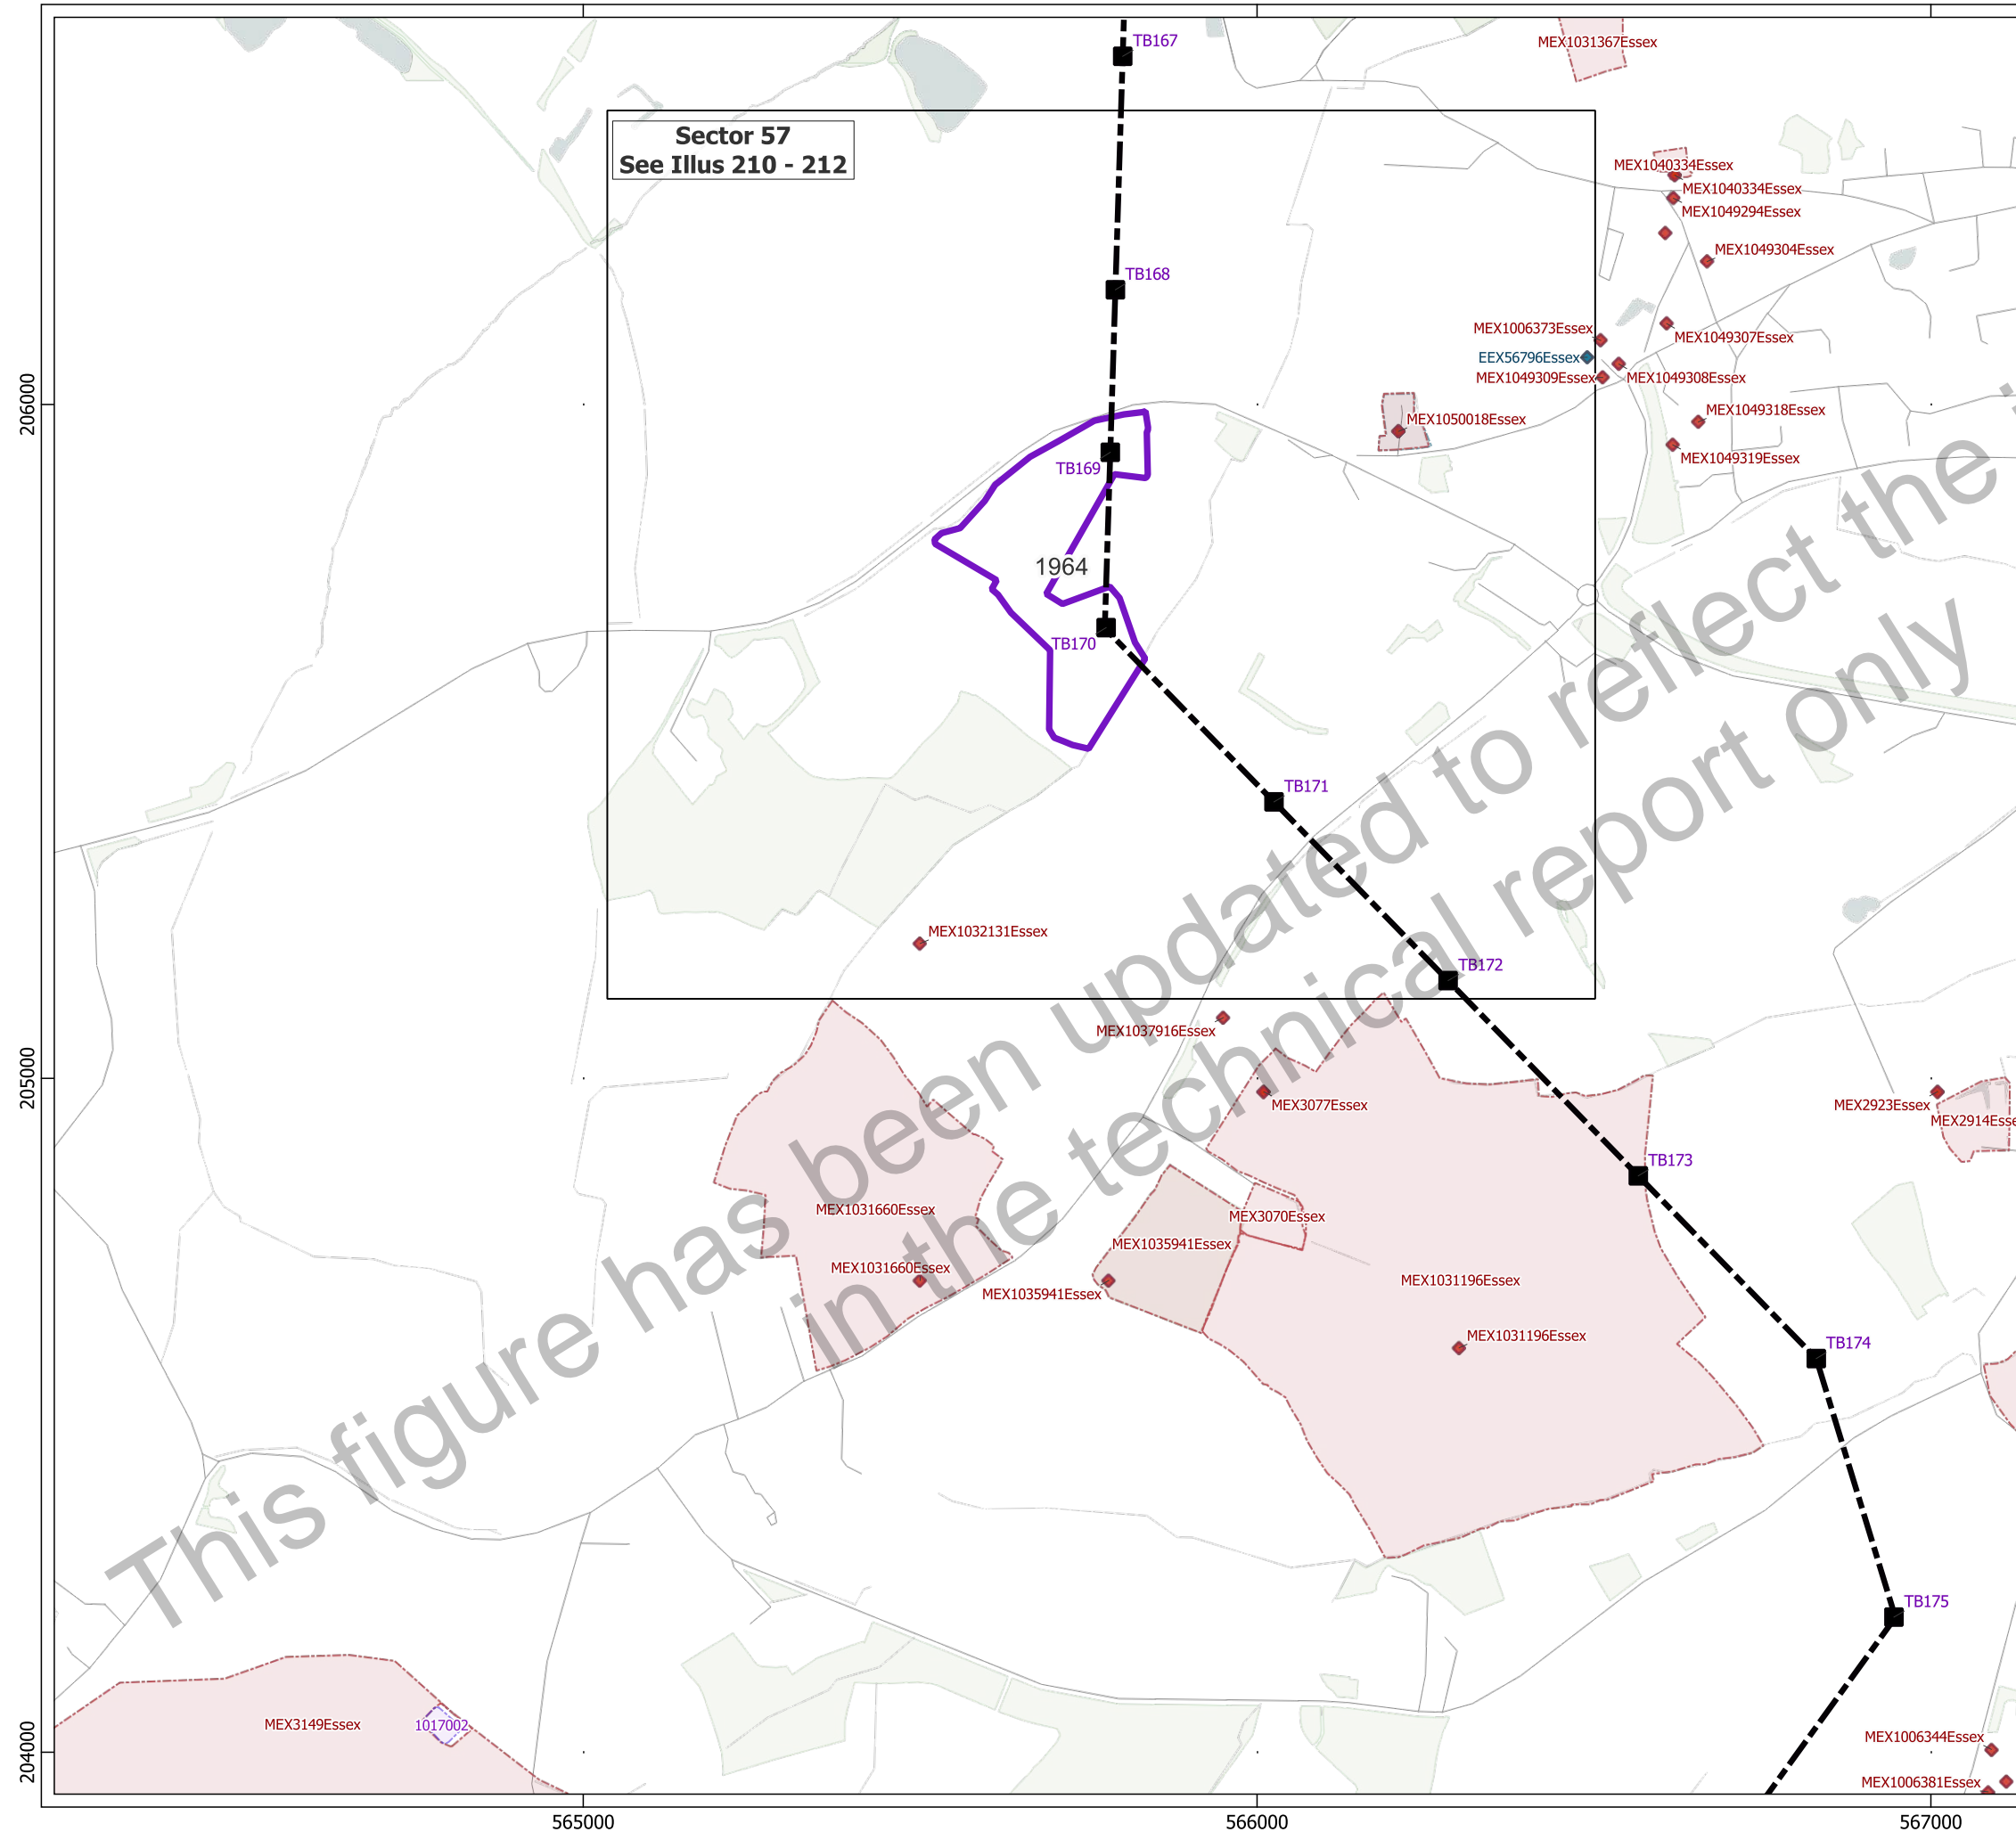 TB167
MEX1031367Essex
Sector 57
See Illus 210 - 212
MEX1040334Essex
MEX1040334Essex
MEX1049294Essex
MEX1049304Essex
TB168
MEX1006373Essex
MEX1049307Essex
EEX56796Essex
MEX1049309Essex
MEX1049308Essex
206000
MEX1050018Essex
MEX1049318Essex
TB169
MEX1049319Essex
1964
TB170
TB171
MEX1032131Essex
TB172
MEX1037916Essex
205000
MEX3077Essex
MEX2923Essex
MEX2914Esse
TB173
MEX1031660Essex
MEX3070Essex
MEX1035941Essex
MEX1031660Essex
MEX1031196Essex
MEX1035941Essex
MEX1031196Essex
TB174
TB175
MEX3149Essex
1017002
204000
MEX1006344Essex
MEX1006381Essex
565000
566000
567000
This figure has been updated to reflect the
in the technical report only